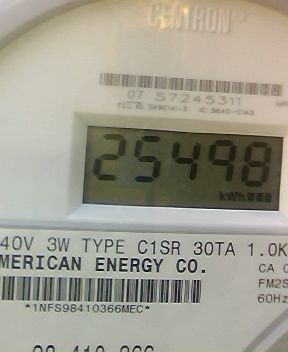 CENTRON®
07 57245311
25498
kWh
40V 3W TYPE C1SR 30TA 1.0K
MERICAN ENERGY CO.
CA 0
FM2S
60Hz
*1NFS98410366MEC*